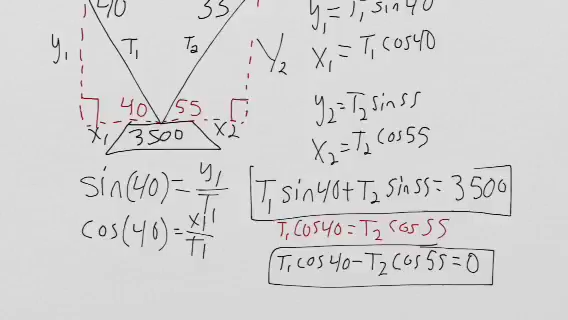 40 55
y₁ T₁ T₂ y₂
40 55
x₁ 3500 x2
sin(40) = y₁/T₁
cos(40) = x₁/T₁
y₁ = T₁ sin40
x₁ = T₁ cos40
y₂ = T₂ sin55
x₂ = T₂ cos55
T₁ sin40 + T₂ sin55 = 3500
T₁ cos40 = T₂ cos55
T₁ cos40 - T₂ cos55 = 0